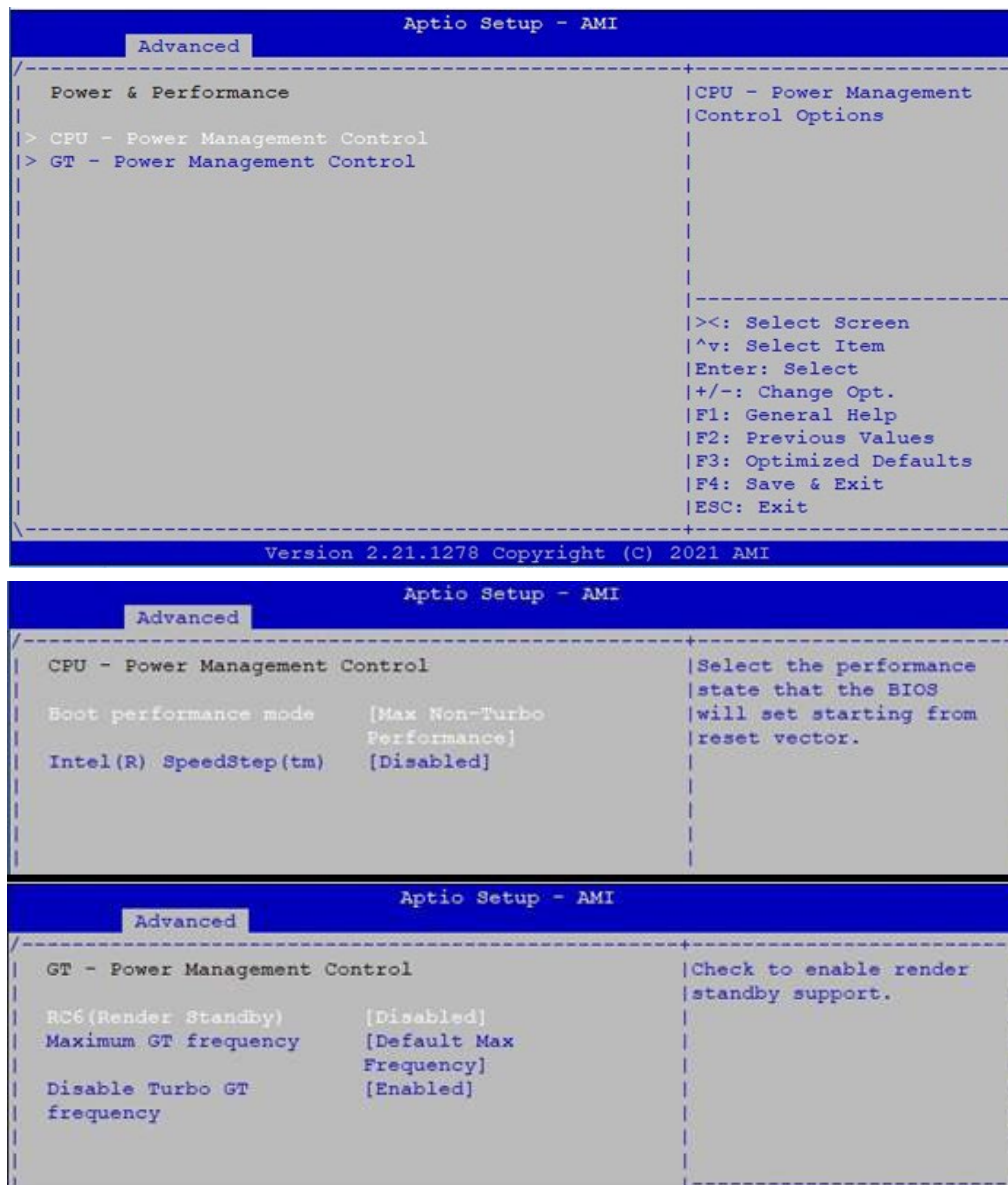 Aptio Setup - AMI
Advanced
Power & Performance
> CPU - Power Management Control
> GT - Power Management Control
CPU - Power Management
Control Options
><: Select Screen
^v: Select Item
Enter: Select
+/-: Change Opt.
F1: General Help
F2: Previous Values
F3: Optimized Defaults
F4: Save & Exit
ESC: Exit
Version 2.21.1278 Copyright (C) 2021 AMI
Aptio Setup - AMI
Advanced
CPU - Power Management Control
Boot performance mode [Max Non-Turbo
Performance]
Intel(R) SpeedStep(tm) [Disabled]
Select the performance
state that the BIOS
will set starting from
reset vector.
Aptio Setup - AMI
Advanced
GT - Power Management Control
RC6(Render Standby) [Disabled]
Maximum GT frequency [Default Max
Frequency]
Disable Turbo GT [Enabled]
frequency
Check to enable render
standby support.